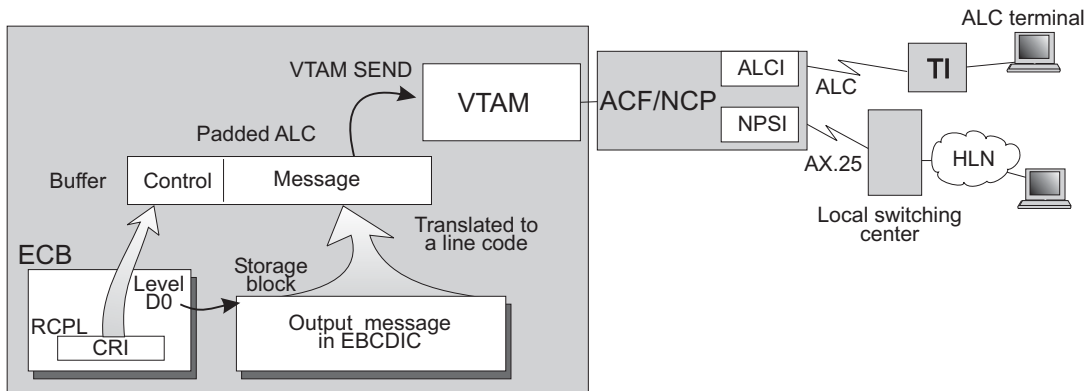 ALC terminal
VTAM SEND
VTAM
ACF/NCP
ALCI
ALC
TI
NPSI
AX.25
HLN
Local switching
center
Padded ALC
Buffer
Control
Message
Translated to
a line code
ECB
Level
D0
Storage
block
RCPL
CRI
Output message
in EBCDIC